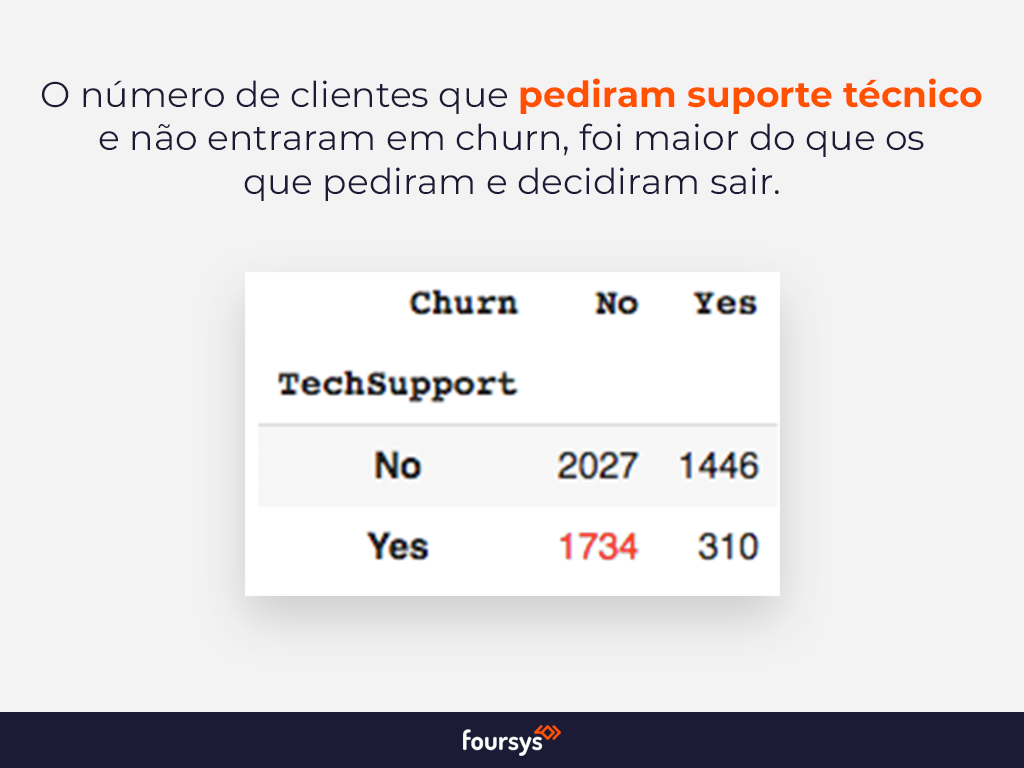 O número de clientes que pediram suporte técnico
e não entraram em churn, foi maior do que os
que pediram e decidiram sair.
Churn No Yes
TechSupport
No 2027 1446
Yes 1734 310
foursys